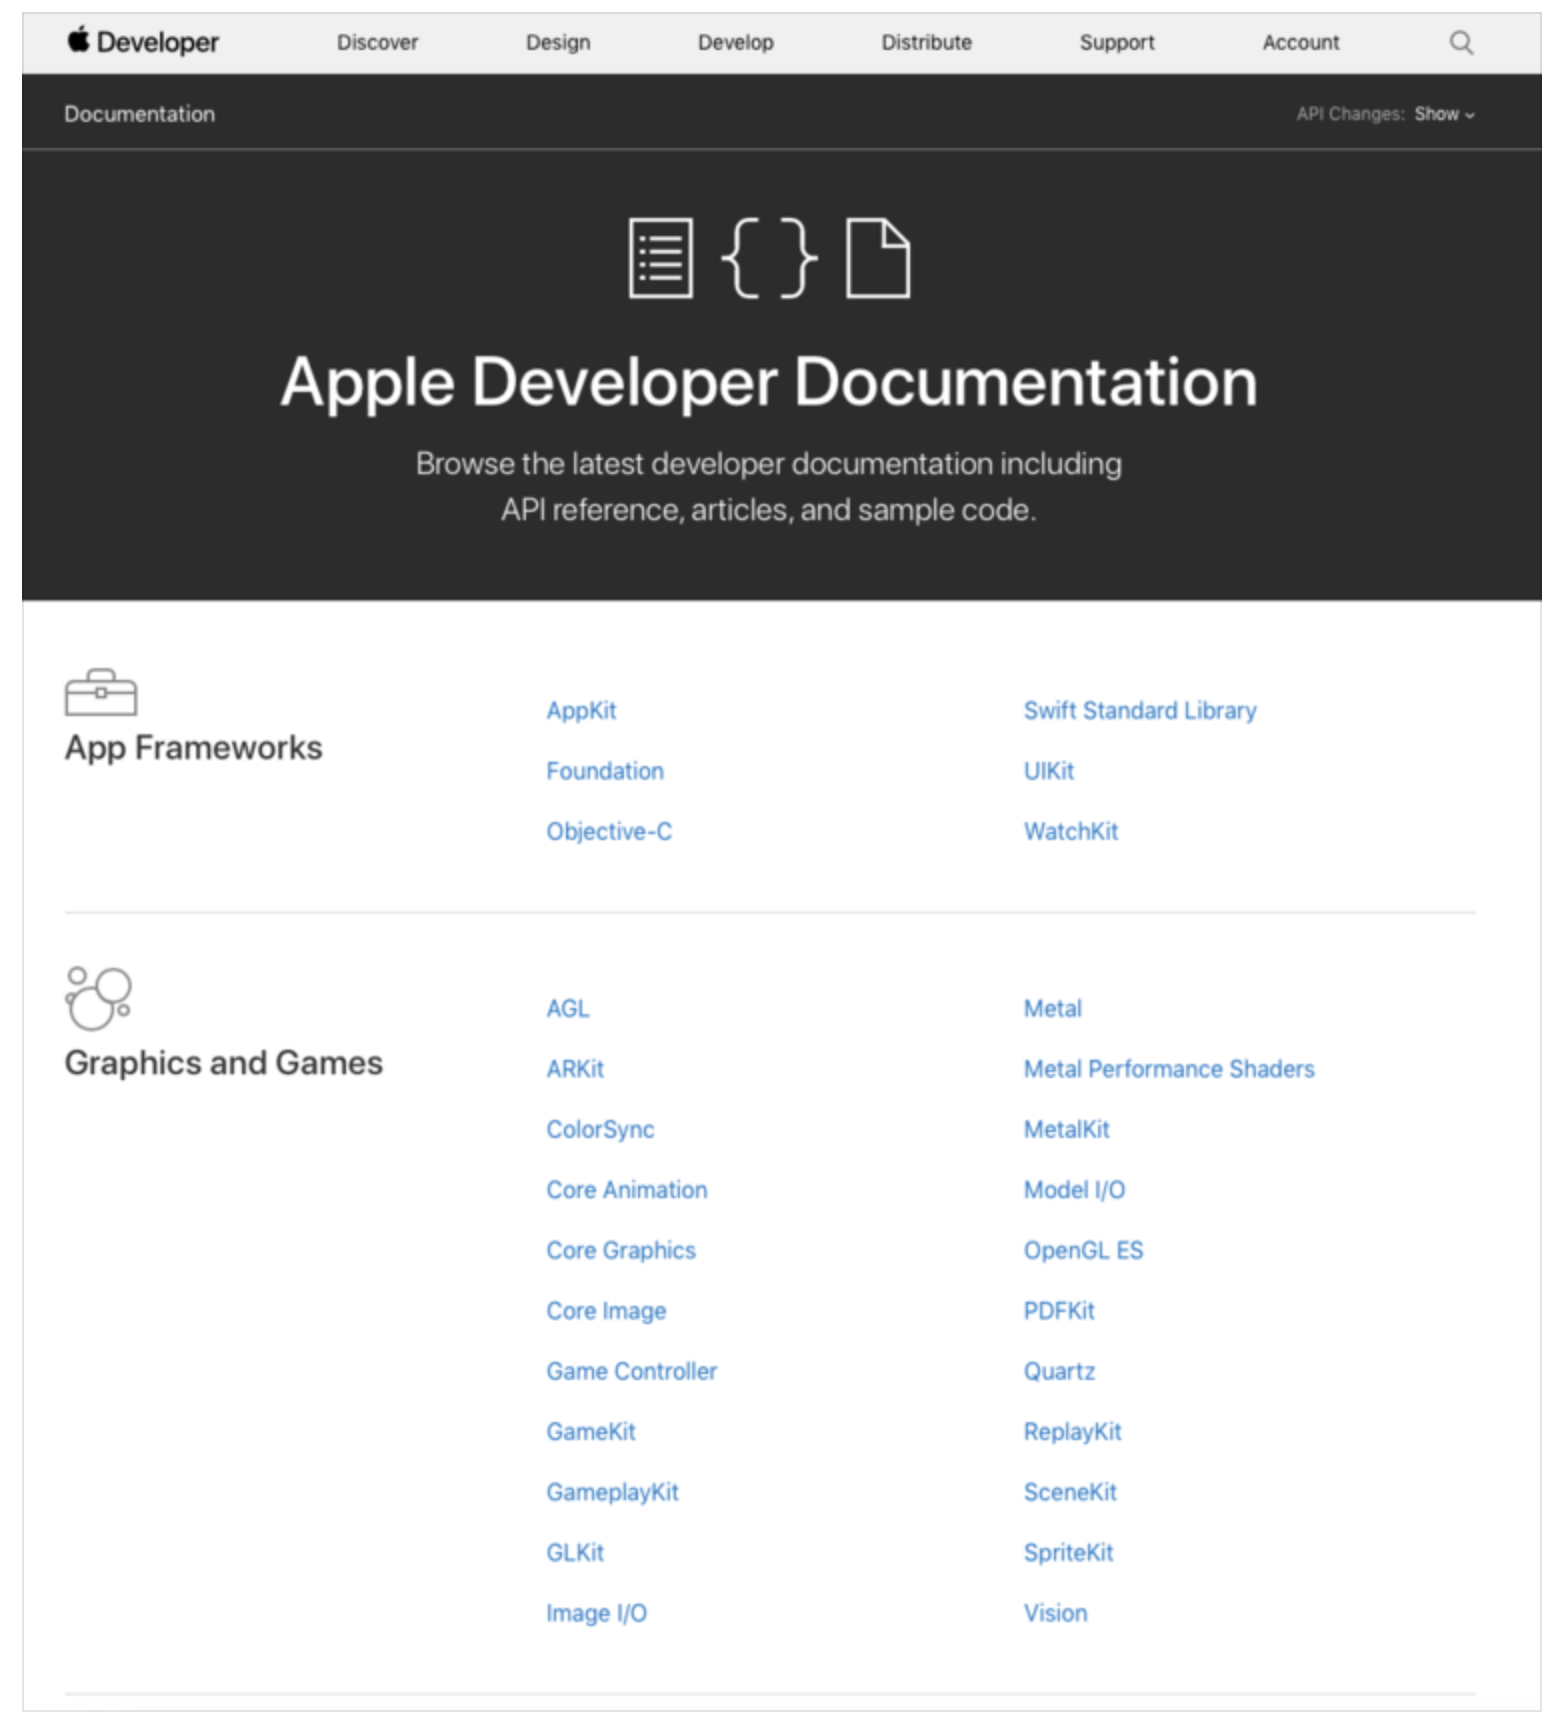 Developer Discover Design Develop Distribute Support Account
Documentation API Changes: Show
Apple Developer Documentation
Browse the latest developer documentation including
API reference, articles, and sample code.
App Frameworks
AppKit
Foundation
Objective-C
Swift Standard Library
UIKit
WatchKit
Graphics and Games
AGL
ARKit
ColorSync
Core Animation
Core Graphics
Core Image
Game Controller
GameKit
GameplayKit
GLKit
Image I/O
Metal
Metal Performance Shaders
MetalKit
Model I/O
OpenGL ES
PDFKit
Quartz
ReplayKit
SceneKit
SpriteKit
Vision